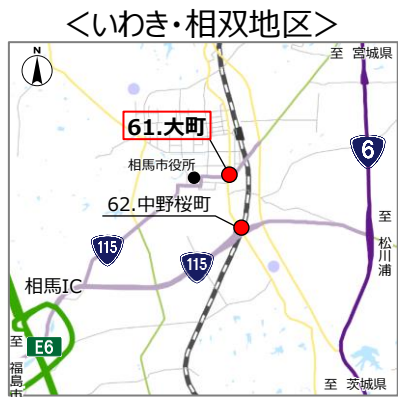 ＜いわき・相双地区＞
N
至 宮城県
61.大町
6
相馬市役所
62.中野桜町
至 松川浦
115
115
相馬IC
E6
至 福島市
至 茨城県